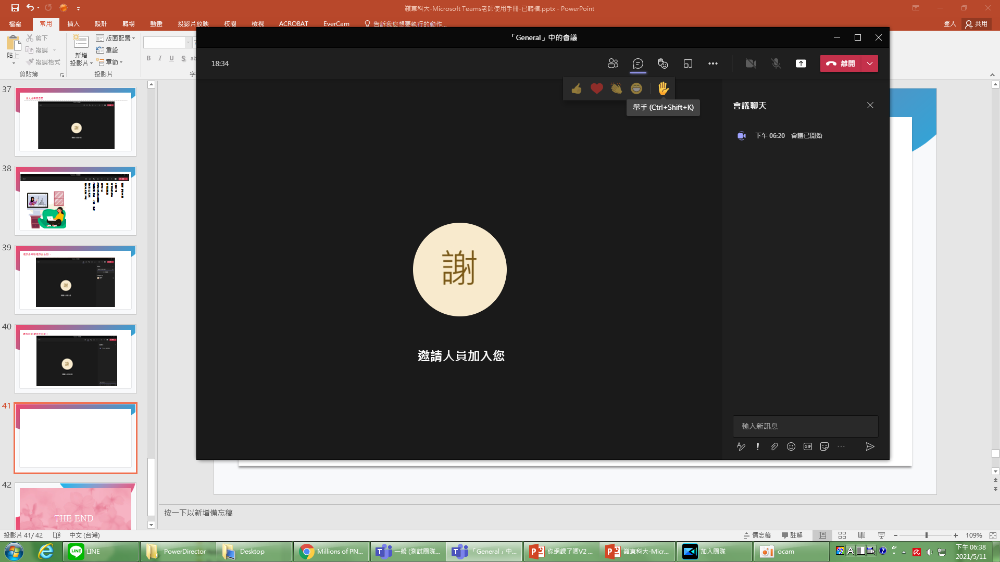 嶺東科大-Microsoft Teams老師使用手冊-已轉檔.pptx - PowerPoint
檔案 常用 插入 設計 轉場 動畫 投影片放映 校閱 檢視 ACROBAT EverCam 告訴我您想要執行的動作... 登入 共用
貼上
剪下
複製
複製格式
剪貼簿
新增
投影片
版面配置
重設
章節
投影片
B I U S abc
字
「General」中的會議
18:34
離開
舉手 (Ctrl+Shift+K)
會議聊天
下午 06:20 會議已開始
謝
邀請人員加入您
輸入新訊息
GIF
37
38
39
40
41
42
THE END
按一下以新增備忘稿
投影片 41/ 42 中文 (台灣) 備忘稿 註解 109%
LINE PowerDirector Desktop Millions of PN... 一般 (測試團隊... 「General」中... 你網課了嗎V2 ... 嶺東科大-Micr... 加入團隊 ocam
下午 06:38
2021/5/11